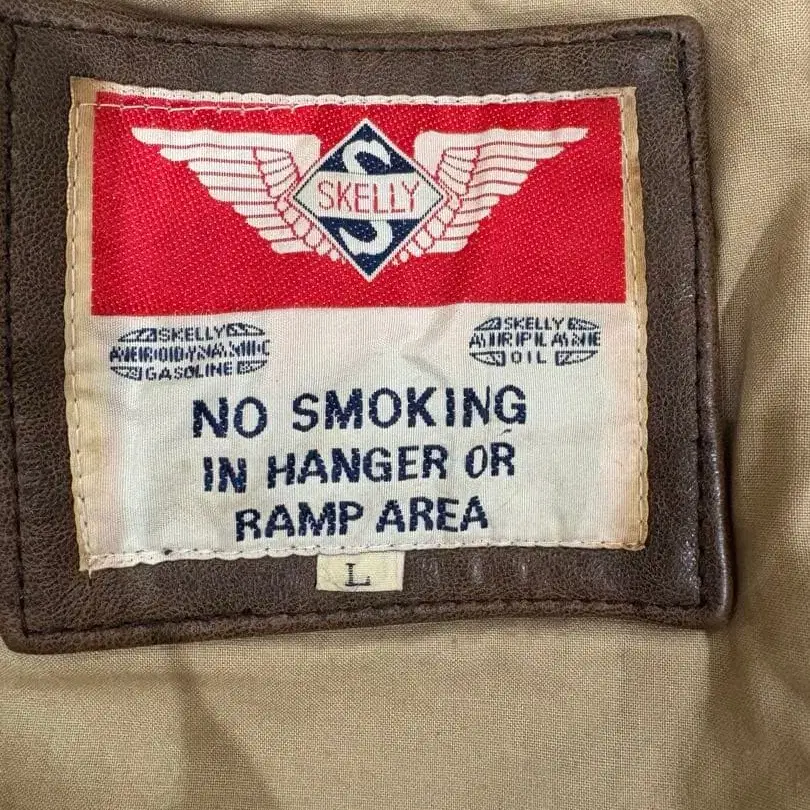 S
SKELLY
SKELLY
AERODYNAMIC
GASOLINE
SKELLY
AIRPLANE
OIL
NO SMOKING
IN HANGER OR
RAMP AREA
L